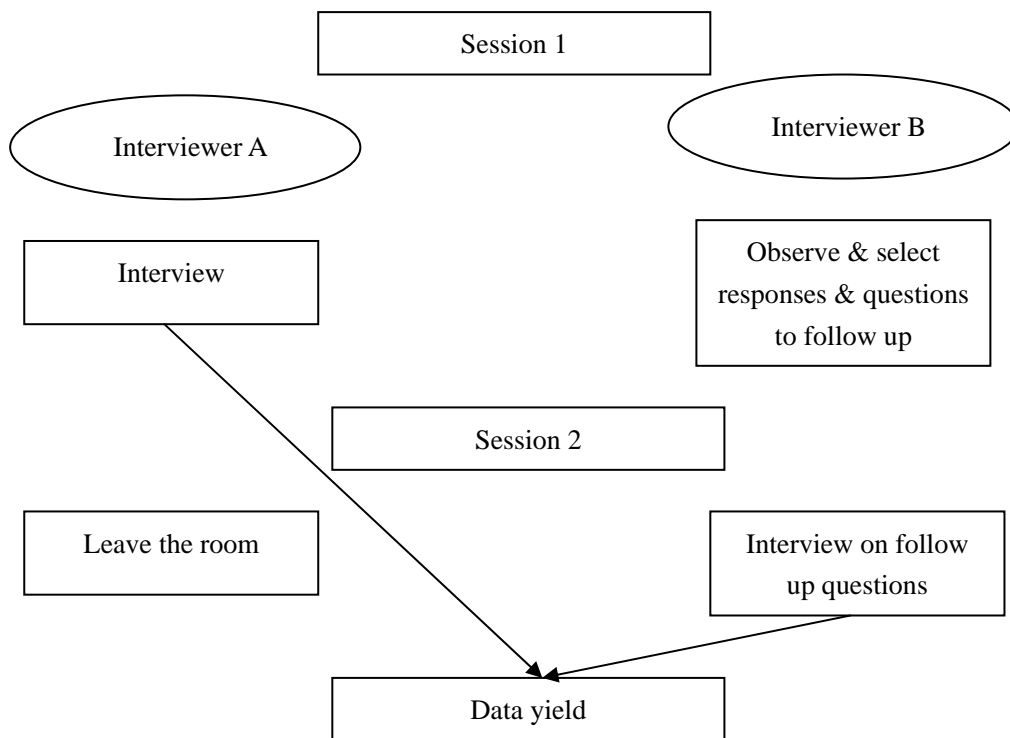 Session 1
Interviewer A
Interviewer B
Interview
Observe & select
responses & questions
to follow up
Session 2
Leave the room
Interview on follow
up questions
Data yield